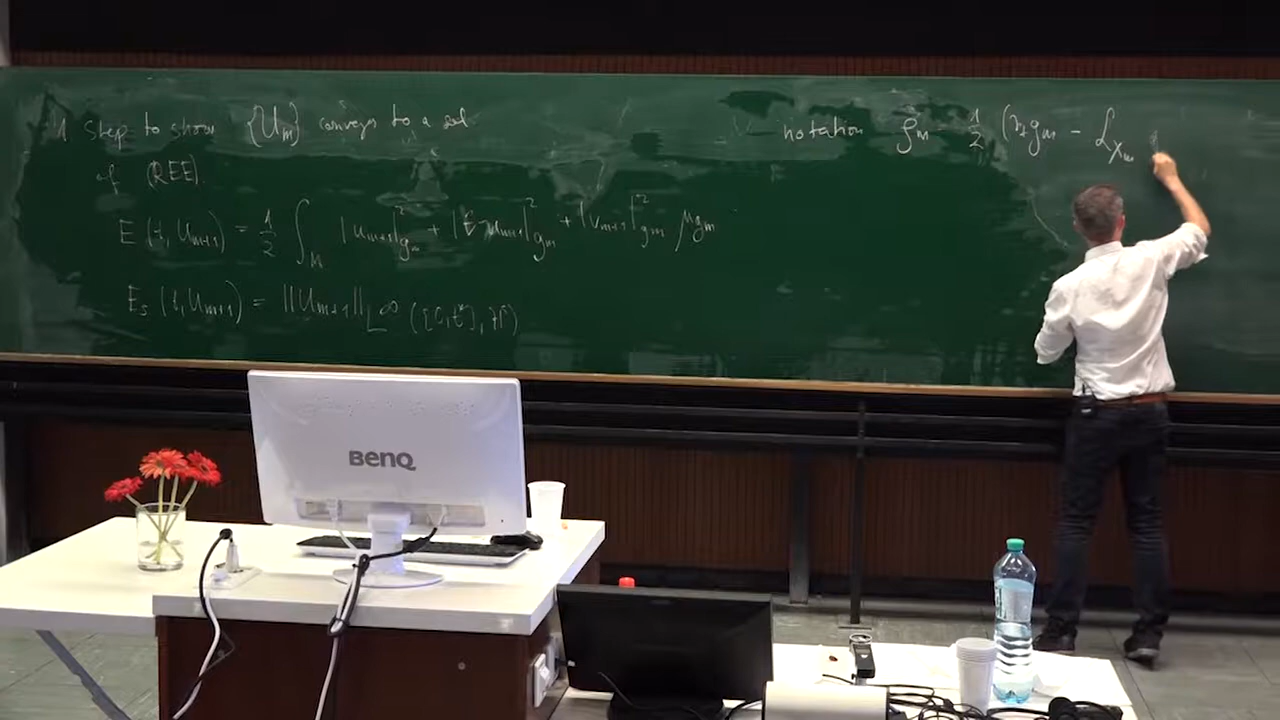 1 Step to show {U_m} converges to a sol
of (REE).
E(t, U_{m+1}) = 1/2 ∫_M |u_{m+1}|²_{g_m} + | u_{m+1}|²_{g_m} + |v_{m+1}|²_{g_m} μ_{g_m}
E_s(t, U_{m+1}) = ||U_{m+1}||_{L^∞([0,t*], )}
notation ρ_m 1/2 (∂_t g_m - ℒ_{X_m}
BenQ